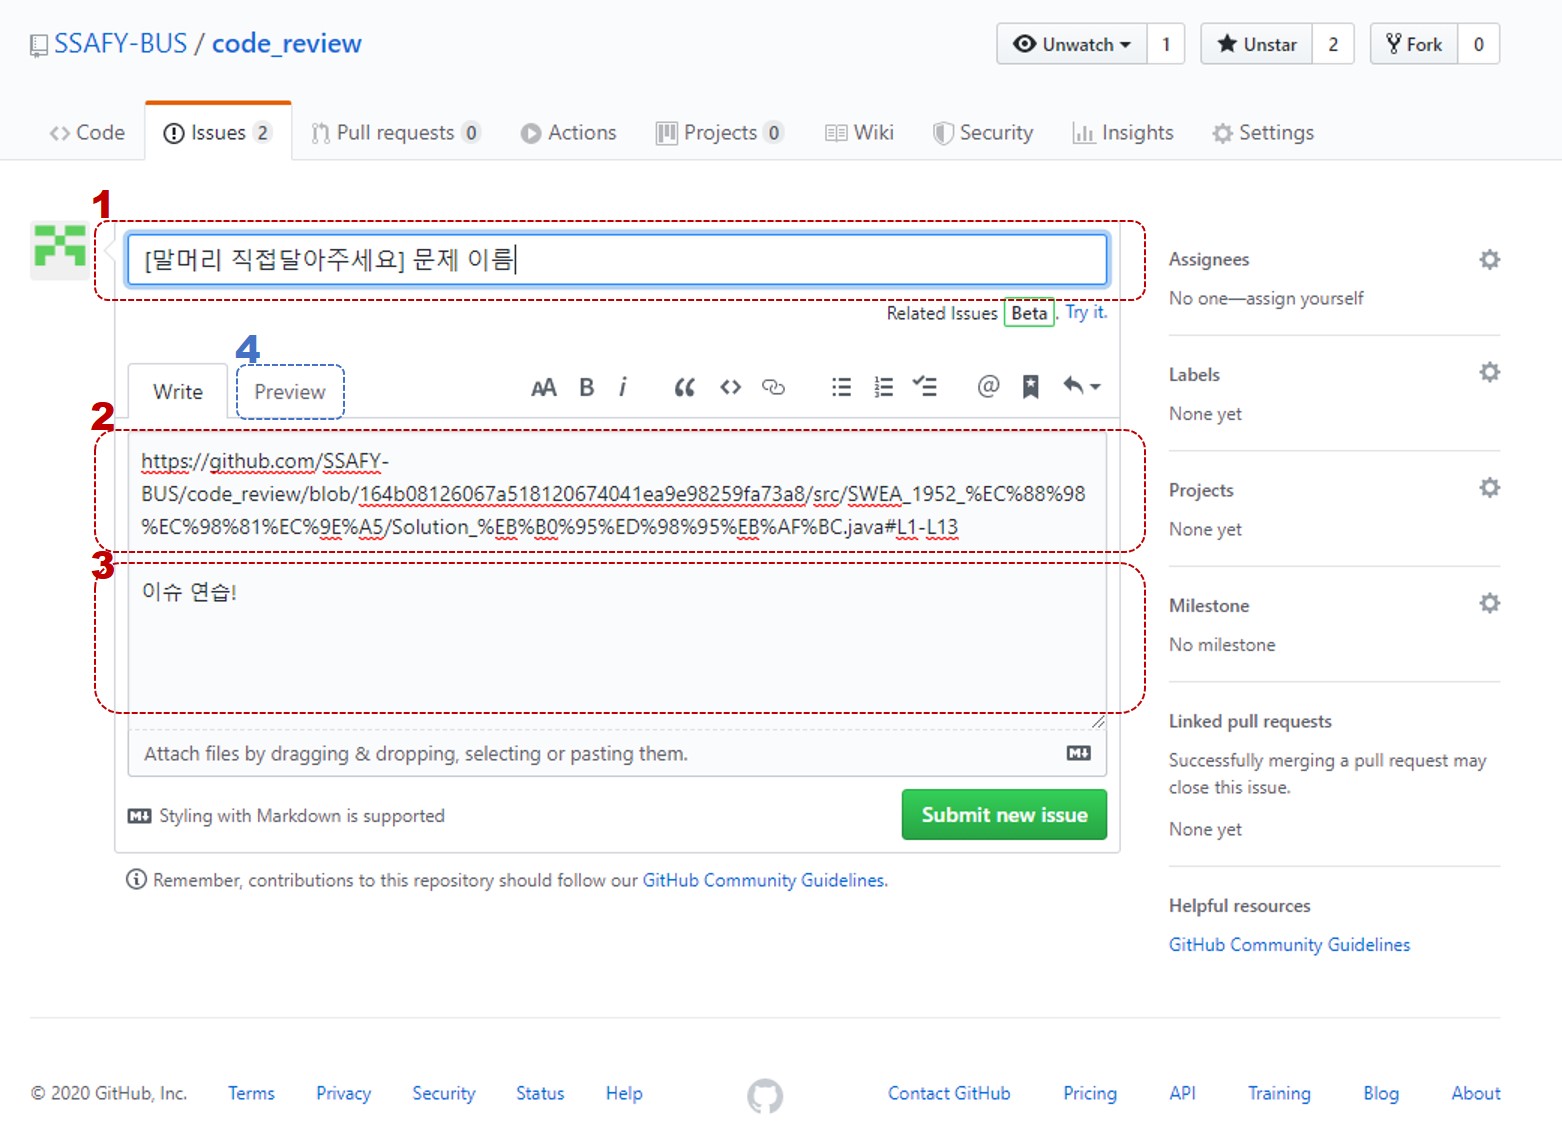 SSAFY-BUS / code_review
Unwatch 1
Unstar 2
Fork 0
Code
Issues 2
Pull requests 0
Actions
Projects 0
Wiki
Security
Insights
Settings
1
[말머리 직접달아주세요] 문제 이름
Related Issues Beta. Try it.
4
Write
Preview
AA B i
2
https://github.com/SSAFY-
BUS/code_review/blob/164b08126067a518120674041ea9e98259fa73a8/src/SWEA_1952_%EC%88%98
%EC%98%81%EC%9E%A5/Solution_%EB%B0%95%ED%98%95%EB%AF%BC.java#L1-L13
3
이슈 연습!
Attach files by dragging & dropping, selecting or pasting them.
Styling with Markdown is supported
Submit new issue
Remember, contributions to this repository should follow our GitHub Community Guidelines.
Assignees
No one—assign yourself
Labels
None yet
Projects
None yet
Milestone
No milestone
Linked pull requests
Successfully merging a pull request may
close this issue.
None yet
Helpful resources
GitHub Community Guidelines
© 2020 GitHub, Inc.
Terms
Privacy
Security
Status
Help
Contact GitHub
Pricing
API
Training
Blog
About